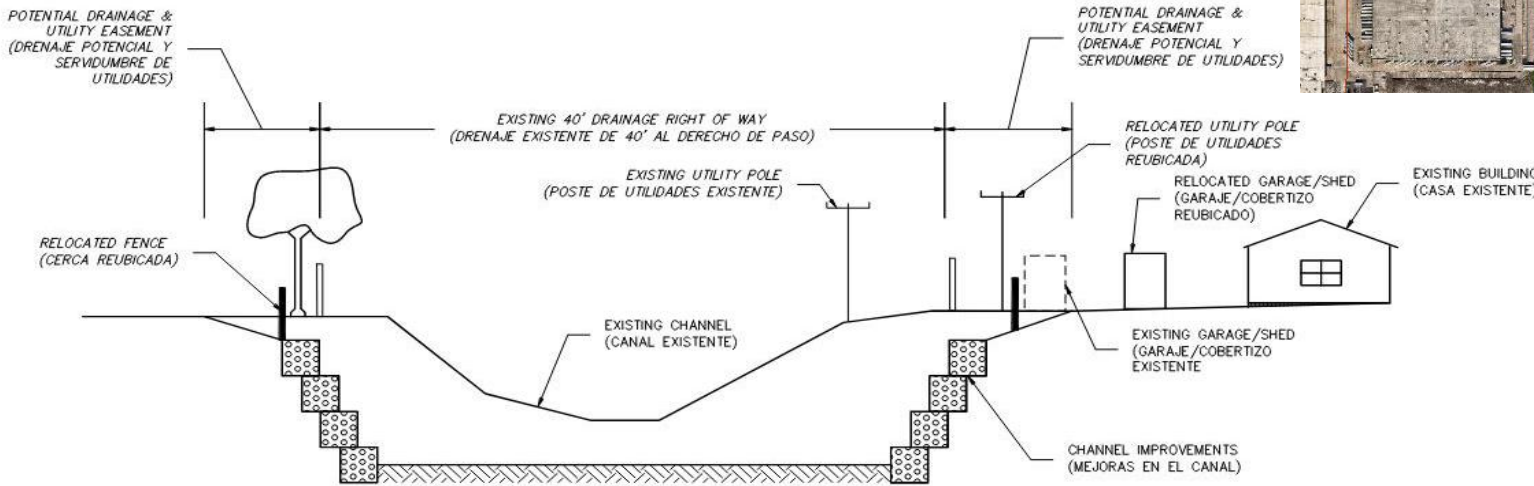 POTENTIAL DRAINAGE &
UTILITY EASEMENT
(DRENAJE POTENCIAL Y
SERVIDUMBRE DE
UTILIDADES)
POTENTIAL DRAINAGE &
UTILITY EASEMENT
(DRENAJE POTENCIAL Y
SERVIDUMBRE DE UTILIDADES)
EXISTING 40' DRAINAGE RIGHT OF WAY
(DRENAJE EXISTENTE DE 40' AL DERECHO DE PASO)
RELOCATED UTILITY POLE
(POSTE DE UTILIDADES
REUBICADA)
EXISTING UTILITY POLE
(POSTE DE UTILIDADES EXISTENTE)
RELOCATED GARAGE/SHED
(GARAJE/COBERTIZO
REUBICADO)
EXISTING BUILDING
(CASA EXISTENTE)
RELOCATED FENCE
(CERCA REUBICADA)
EXISTING CHANNEL
(CANAL EXISTENTE)
EXISTING GARAGE/SHED
(GARAJE/COBERTIZO
EXISTENTE
CHANNEL IMPROVEMENTS
(MEJORAS EN EL CANAL)